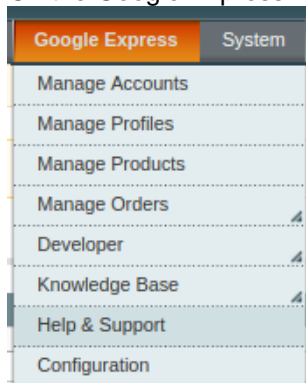 Google Express System
Manage Accounts
Manage Profiles
Manage Products
Manage Orders
Developer
Knowledge Base
Help & Support
Configuration